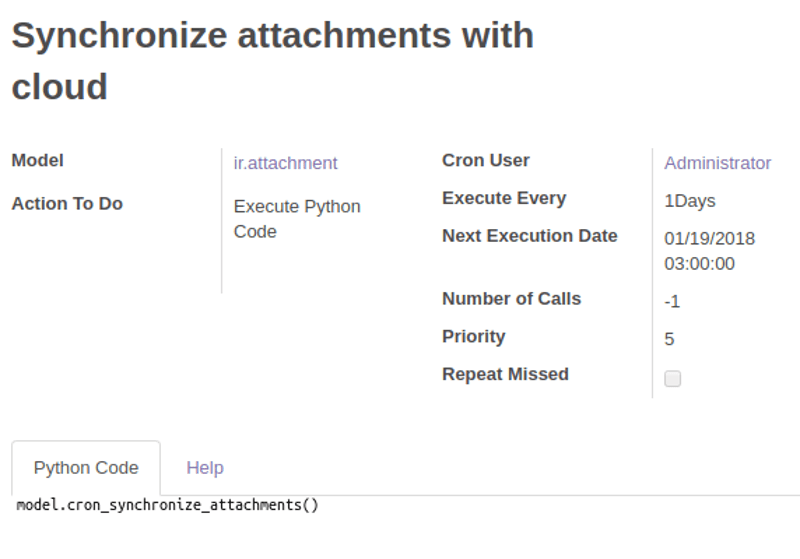 Synchronize attachments with
cloud
Model
ir.attachment
Action To Do
Execute Python
Code
Cron User
Administrator
Execute Every
1Days
Next Execution Date
01/19/2018
03:00:00
Number of Calls
-1
Priority
5
Repeat Missed
Python Code
Help
model.cron_synchronize_attachments()